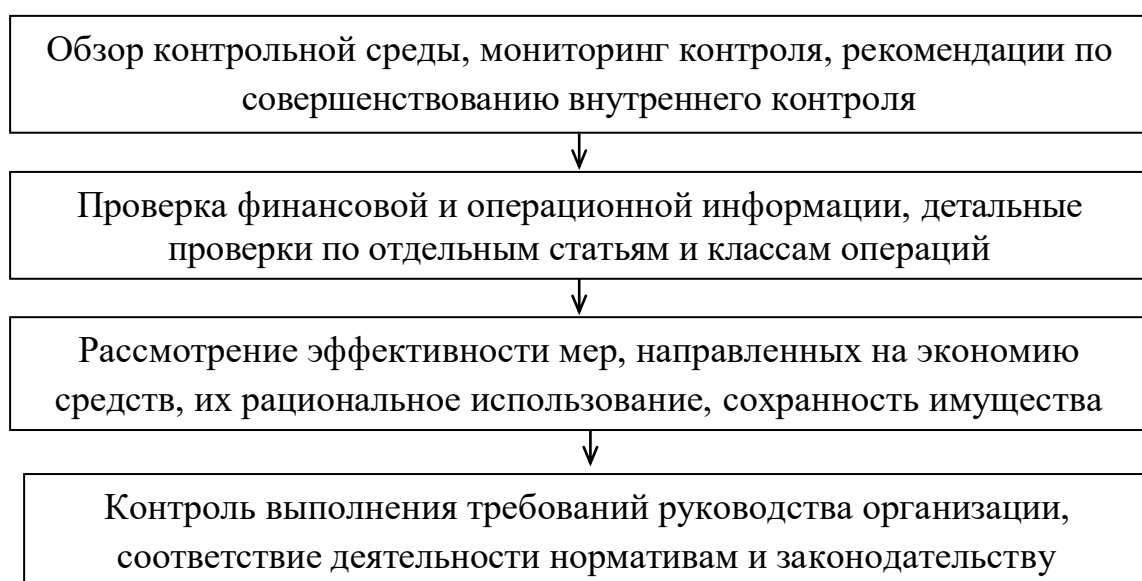 Обзор контрольной среды, мониторинг контроля, рекомендации по
совершенствованию внутреннего контроля
Проверка финансовой и операционной информации, детальные
проверки по отдельным статьям и классам операций
Рассмотрение эффективности мер, направленных на экономию
средств, их рациональное использование, сохранность имущества
Контроль выполнения требований руководства организации,
соответствие деятельности нормативам и законодательству